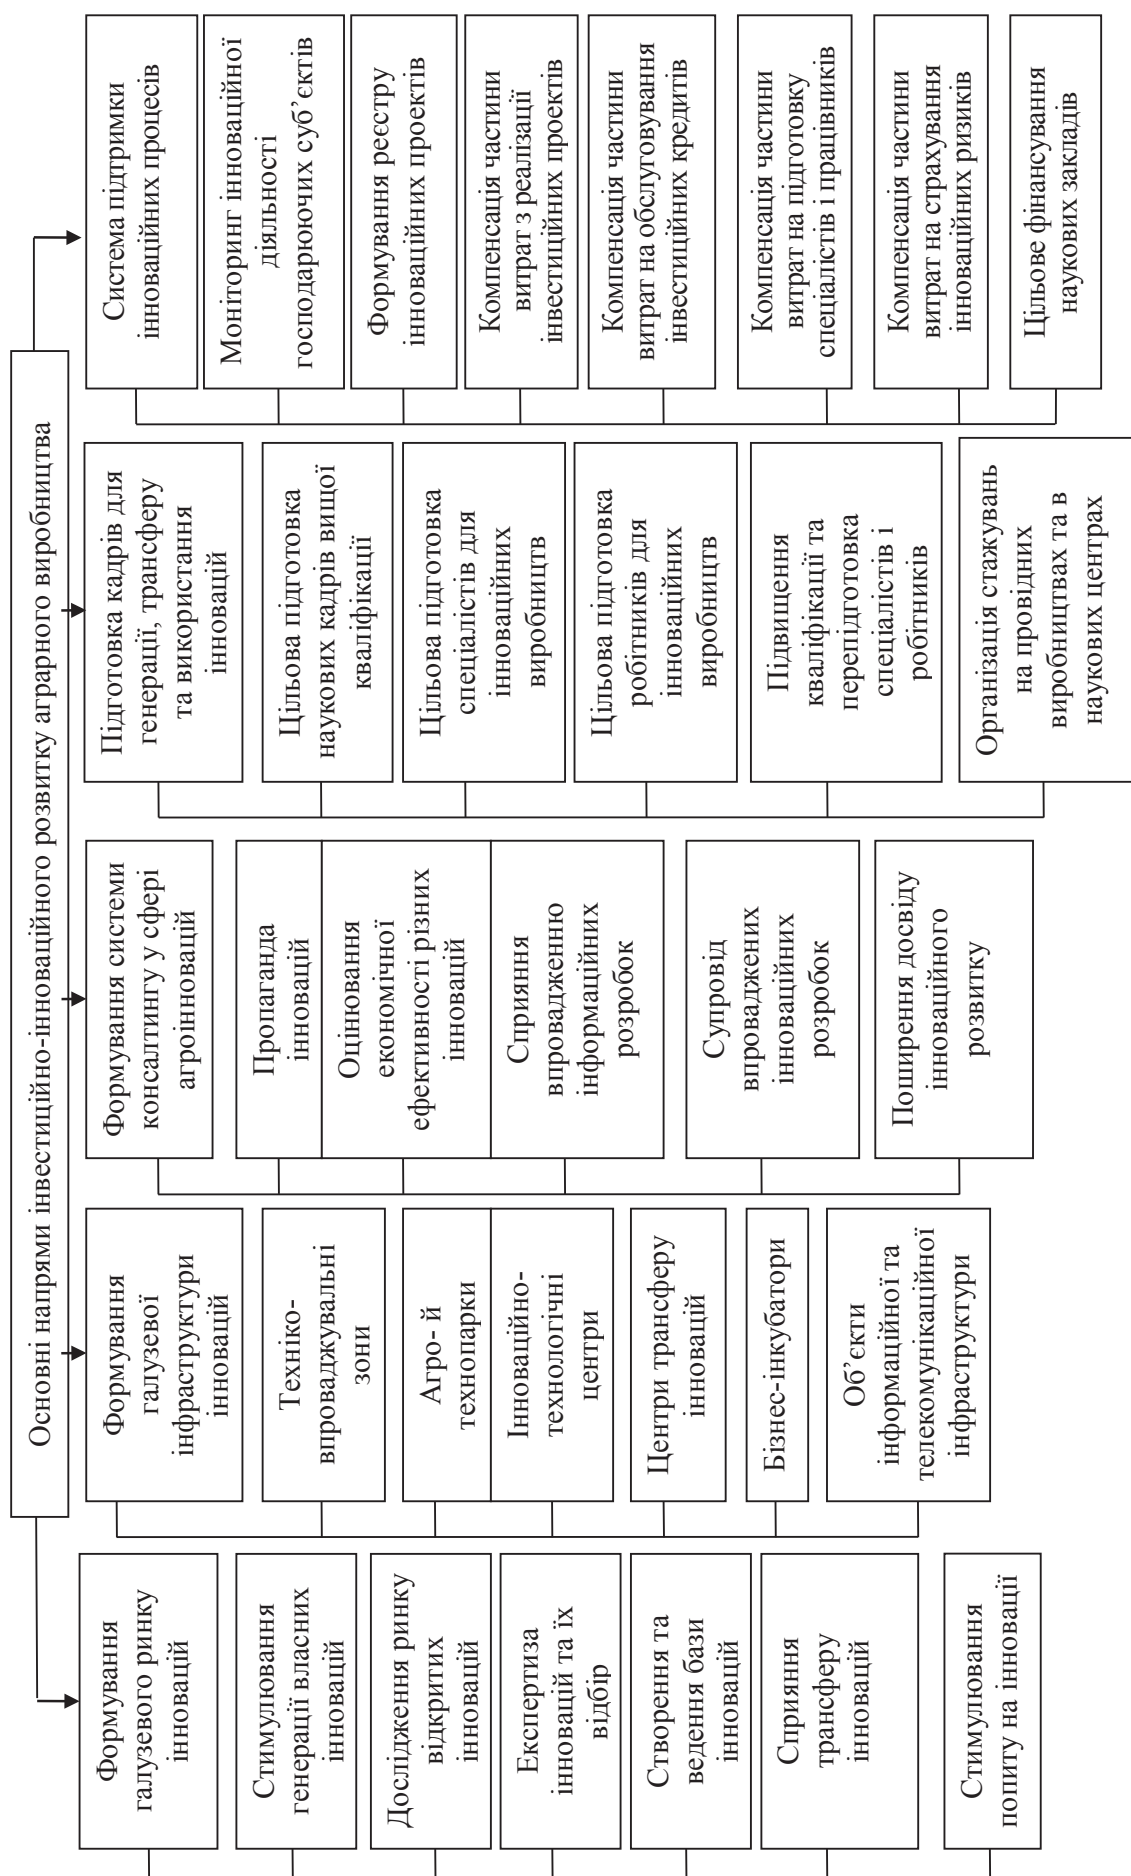 Основні напрями інвестиційно-інноваційного розвитку аграрного виробництва
Формування
галузевого ринку
інновацій
Стимулювання
генерації власних
інновацій
Дослідження ринку
відкритих
інновацій
Експертиза
інновацій та їх
відбір
Створення та
ведення бази
інновацій
Сприяння
трансферу
інновацій
Стимулювання
попиту на інновації
Формування
галузевої
інфраструктури
інновацій
Техніко-
впроваджувальні
зони
Агро- й
технопарки
Інноваційно-
технологічні
центри
Центри трансферу
інновацій
Бізнес-інкубатори
Об’єкти
інформаційної та
телекомунікаційної
інфраструктури
Формування системи
консалтингу у сфері
агроінновацій
Пропаганда
інновацій
Оцінювання
економічної
ефективності різних
інновацій
Сприяння
впровадженню
інформаційних
розробок
Супровід
впроваджених
інноваційних
розробок
Поширення досвіду
інноваційного
розвитку
Підготовка кадрів для
генерації, трансферу
та використання
інновацій
Цільова підготовка
наукових кадрів вищої
кваліфікації
Цільова підготовка
спеціалістів для
інноваційних
виробництв
Цільова підготовка
робітників для
інноваційних
виробництв
Підвищення
кваліфікації та
перепідготовка
спеціалістів і
робітників
Організація стажувань
на провідних
виробництвах та в
наукових центрах
Система підтримки
інноваційних процесів
Моніторинг інноваційної
діяльності
господарюючих суб’єктів
Формування реєстру
інноваційних проектів
Компенсація частини
витрат з реалізації
інвестиційних проектів
Компенсація частини
витрат на обслуговування
інвестиційних кредитів
Компенсація частини
витрат на підготовку
спеціалістів і працівників
Компенсація частини
витрат на страхування
інноваційних ризиків
Цільове фінансування
наукових закладів